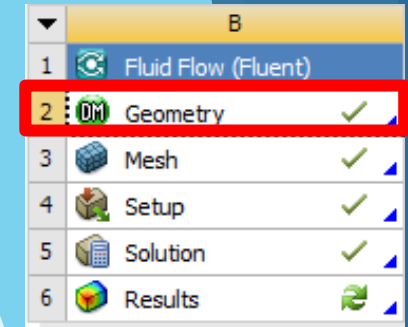 B
1 Fluid Flow (Fluent)
2 DM Geometry
3 Mesh
4 Setup
5 Solution
6 Results